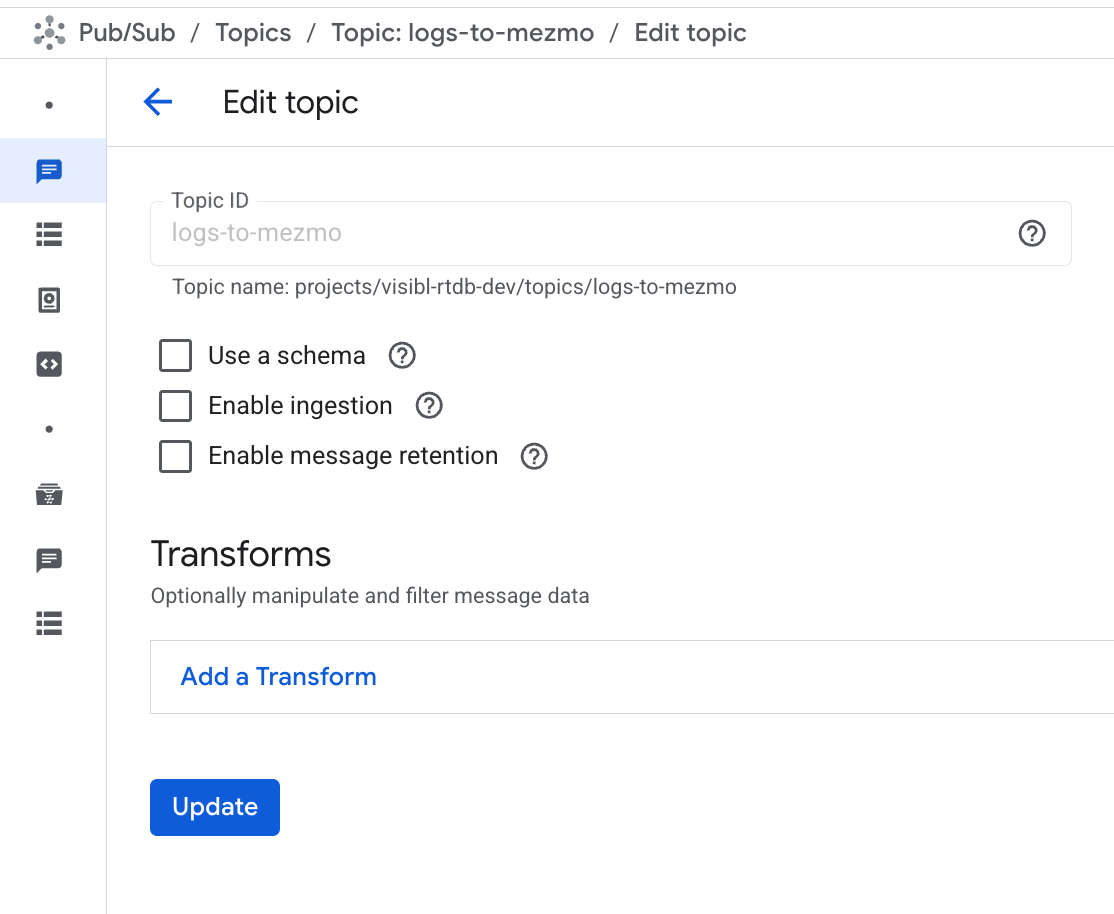 Pub/Sub / Topics / Topic: logs-to-mezmo / Edit topic
Edit topic
Topic ID
logs-to-mezmo
Topic name: projects/visibl-rtdb-dev/topics/logs-to-mezmo
Use a schema
Enable ingestion
Enable message retention
Transforms
Optionally manipulate and filter message data
Add a Transform
Update